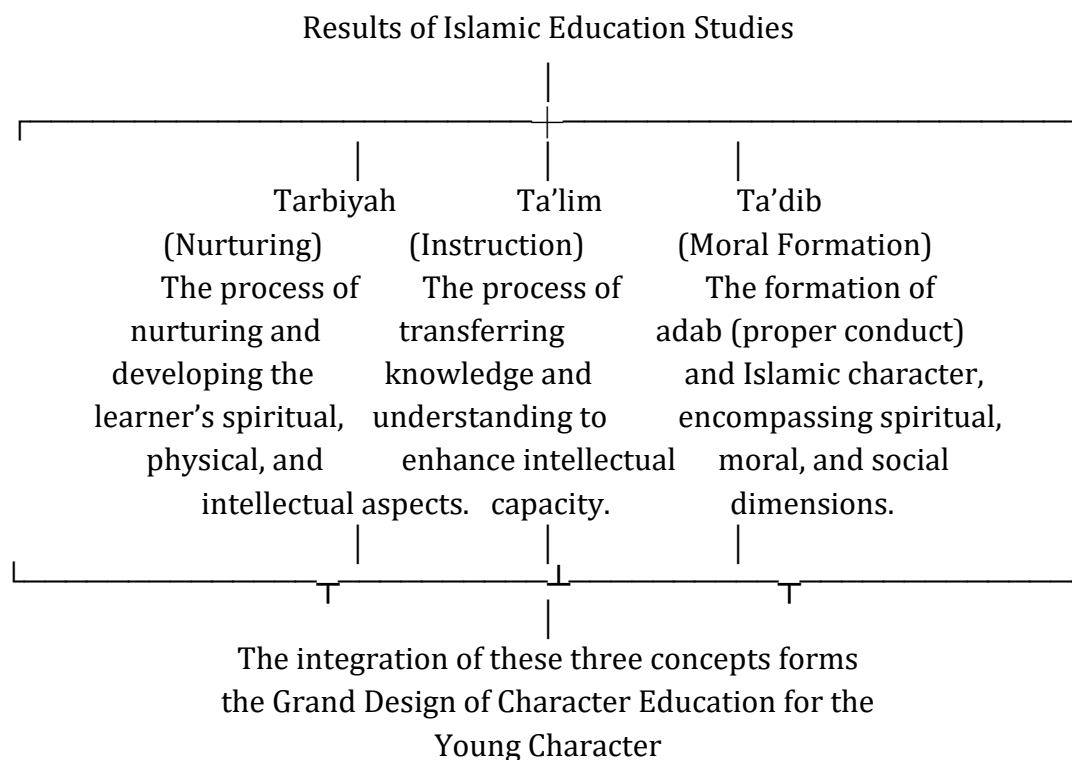 Results of Islamic Education Studies
Tarbiyah Ta’lim Ta’dib
(Nurturing) (Instruction) (Moral Formation)
The process of The process of The formation of
nurturing and transferring adab (proper conduct)
developing the knowledge and and Islamic character,
learner’s spiritual, understanding to encompassing spiritual,
physical, and enhance intellectual moral, and social
intellectual aspects. capacity. dimensions.
The integration of these three concepts forms
the Grand Design of Character Education for the
Young Character